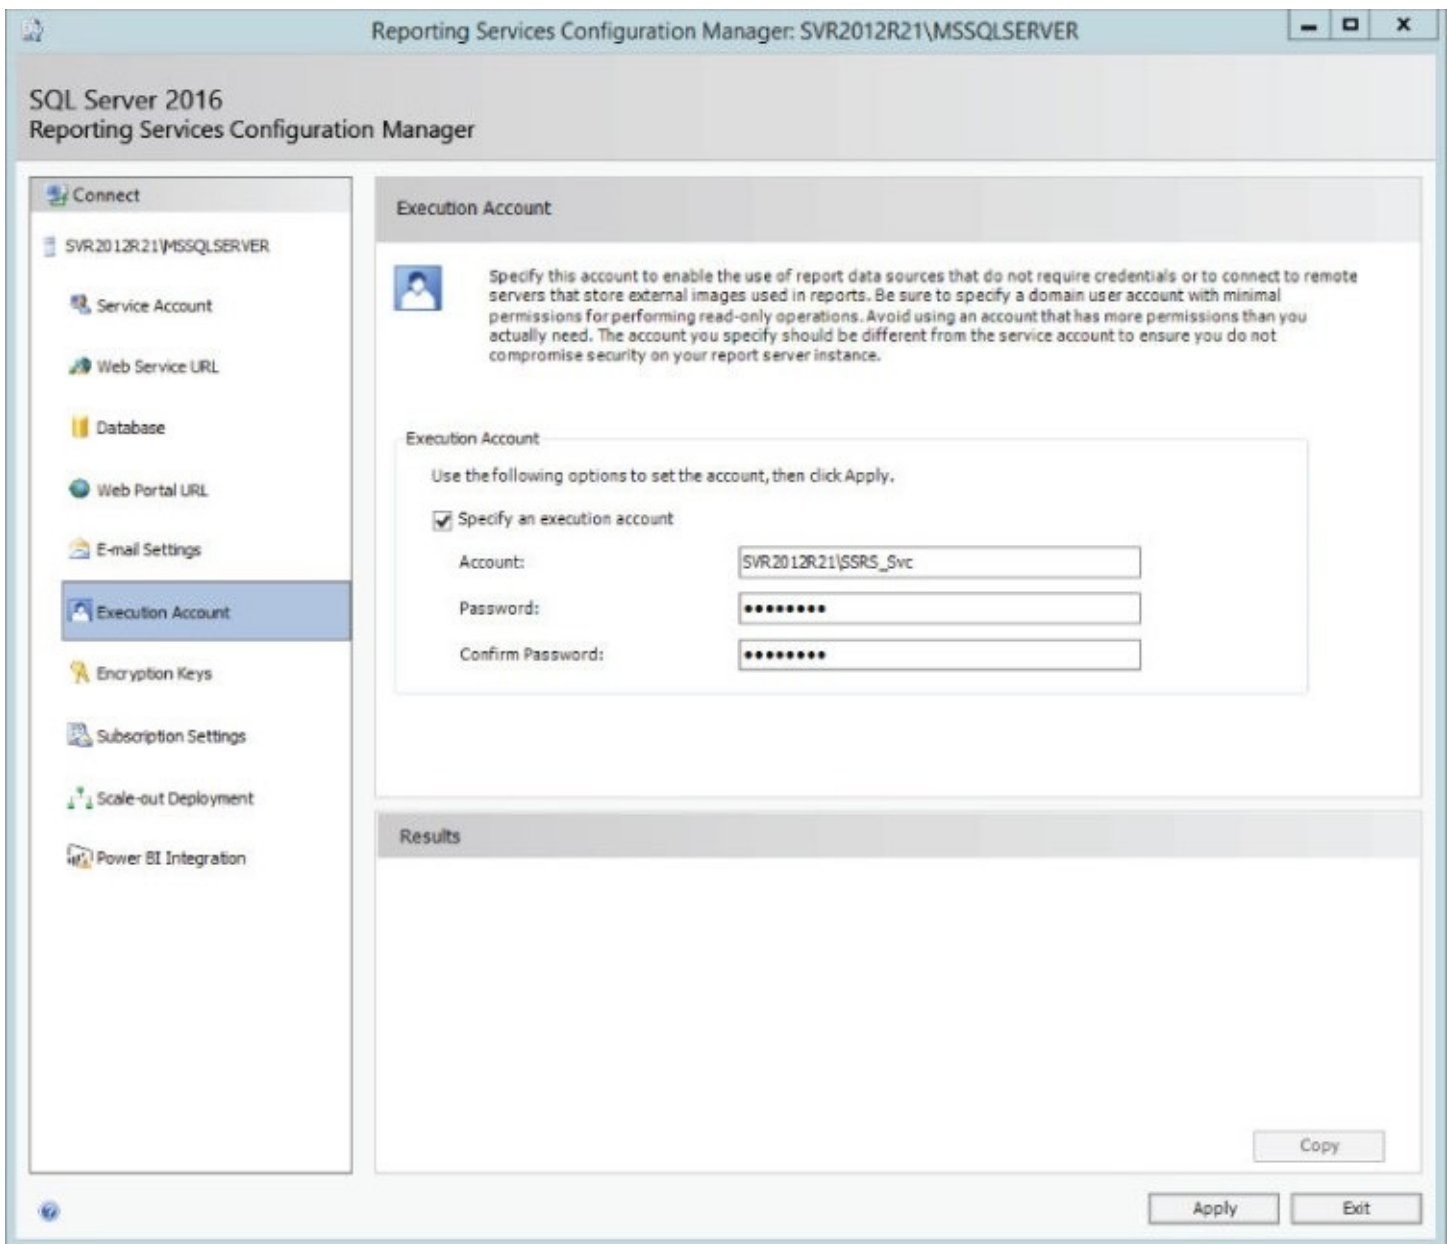 Reporting Services Configuration Manager: SVR2012R21\MSSQLSERVER
SQL Server 2016
Reporting Services Configuration Manager
Connect
SVR2012R21\MSSQLSERVER
Service Account
Web Service URL
Database
Web Portal URL
E-mail Settings
Execution Account
Encryption Keys
Subscription Settings
Scale-out Deployment
Power BI Integration
Execution Account
Specify this account to enable the use of report data sources that do not require credentials or to connect to remote
servers that store external images used in reports. Be sure to specify a domain user account with minimal
permissions for performing read-only operations. Avoid using an account that has more permissions than you
actually need. The account you specify should be different from the service account to ensure you do not
compromise security on your report server instance.
Execution Account
Use the following options to set the account, then click Apply.
Specify an execution account
Account: SVR2012R21\SSRS_Svc
Password: ●●●●●●●●
Confirm Password: ●●●●●●●●
Results
Copy
Apply Exit